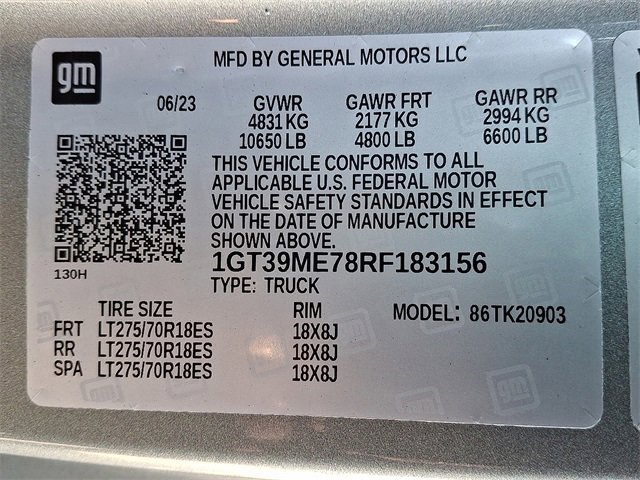 gm
MFD BY GENERAL MOTORS LLC
06/23 GVWR GAWR FRT GAWR RR
4831 KG 2177 KG 2994 KG
10650 LB 4800 LB 6600 LB
THIS VEHICLE CONFORMS TO ALL
APPLICABLE U.S. FEDERAL MOTOR
VEHICLE SAFETY STANDARDS IN EFFECT
ON THE DATE OF MANUFACTURE
SHOWN ABOVE.
130H
1GT39ME78RF183156
TYPE: TRUCK
TIRE SIZE RIM MODEL: 86TK20903
FRT LT275/70R18ES 18X8J
RR LT275/70R18ES 18X8J
SPA LT275/70R18ES 18X8J